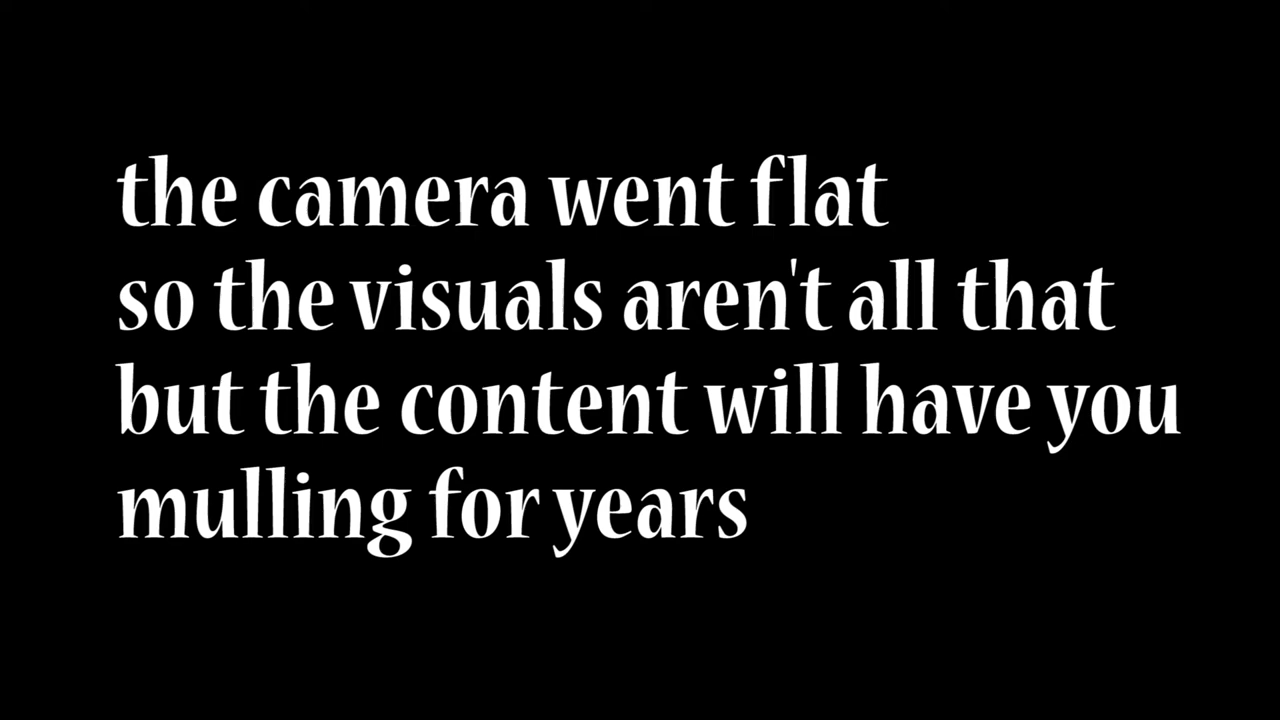 the camera went flat
so the visuals aren't all that
but the content will have you
mulling for years